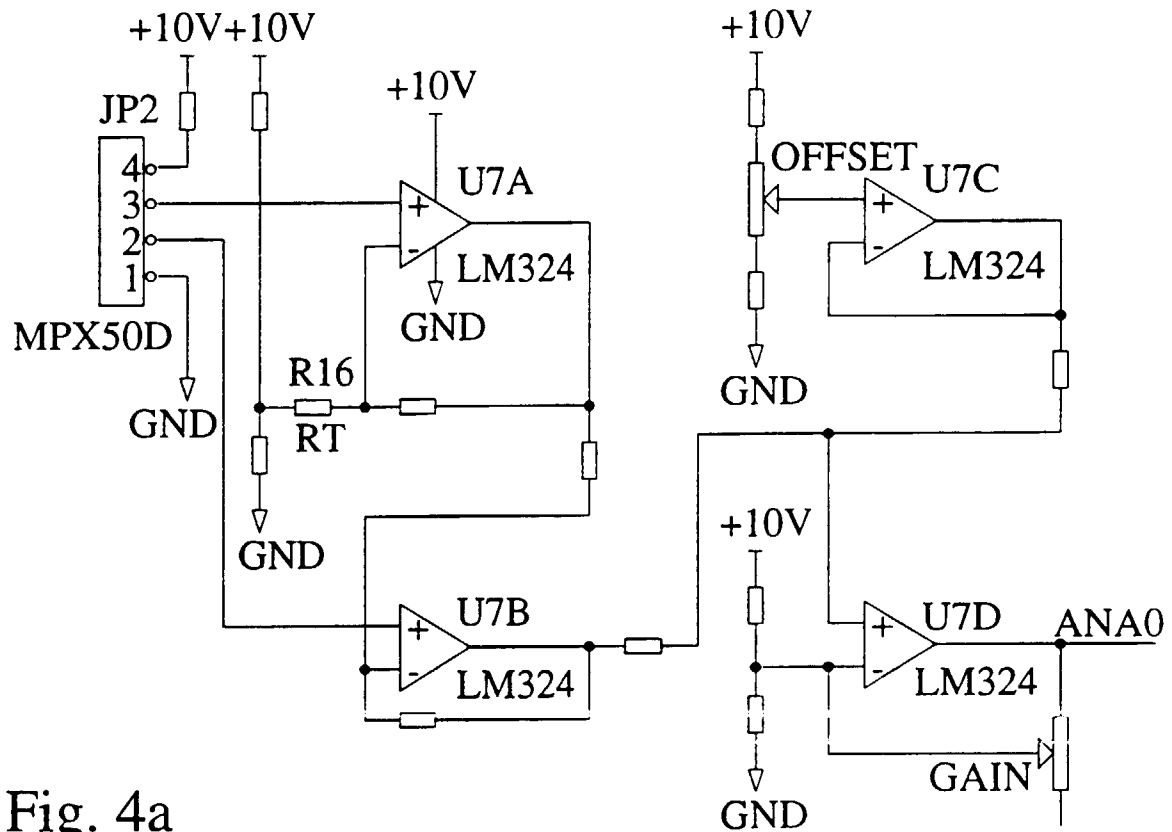 +10V
+10V
+10V
JP2
4
3
2
1
MPX50D
GND
+
-
U7A
LM324
GND
R16
RT
GND
+
-
U7B
LM324
+10V
OFFSET
+
-
U7C
LM324
GND
+10V
+
-
U7D
LM324
ANA0
GAIN
GND
Fig. 4a